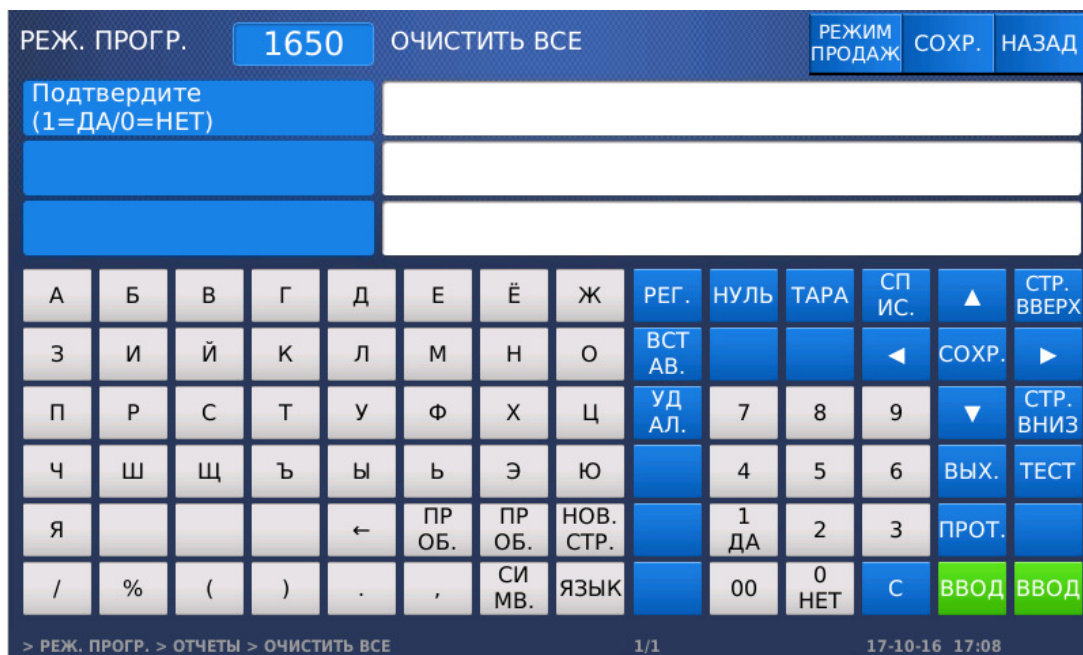 РЕЖ. ПРОГР. 1650 ОЧИСТИТЬ ВСЕ РЕЖИМ ПРОДАЖ СОХР. НАЗАД
Подтвердите
(1=ДА/0=НЕТ)
А Б В Г Д Е Ё Ж РЕГ. НУЛЬ ТАРА СП ИС. ▲ СТР. ВВЕРХ
З И Й К Л М Н О ВСТ АВ. ◀ СОХР. ▶
П Р С Т У Ф Х Ц УД АЛ. 7 8 9 ▼ СТР. ВНИЗ
Ч Ш Щ Ъ Ы Ь Э Ю 4 5 6 ВЫХ. ТЕСТ
Я ← ПР ОБ. ПР ОБ. НОВ. СТР. 1 ДА 2 3 ПРОТ.
/ % ( ) . , СИ МВ. ЯЗЫК 00 0 НЕТ С ВВОД ВВОД
> РЕЖ. ПРОГР. > ОТЧЕТЫ > ОЧИСТИТЬ ВСЕ 1/1 17-10-16 17:08